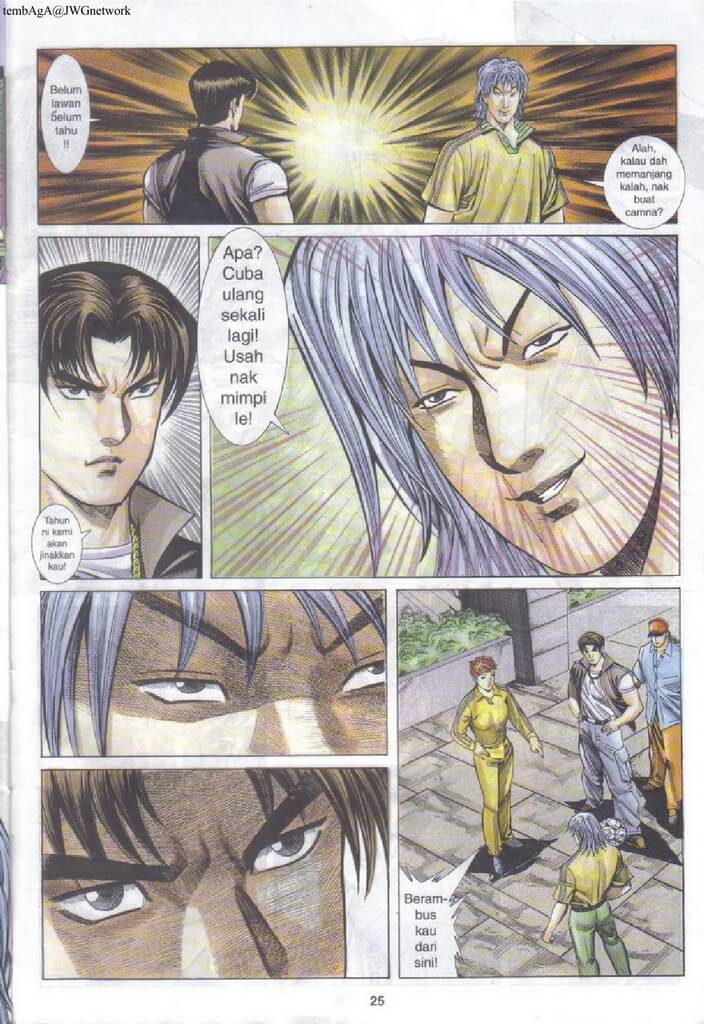 tembAgA@JWGnetwork
Belum
lawan
belum
tahu
!!
Alah,
kalau dah
memanjang
kalah, nak
buat
camna?
Apa?
Cuba
ulang
sekali
lagi!
Usah
nak
mimpi
le!
Tahun
ni kami
akan
jinakkan
kau!
Beram-
bus
kau
dari
sini!
25